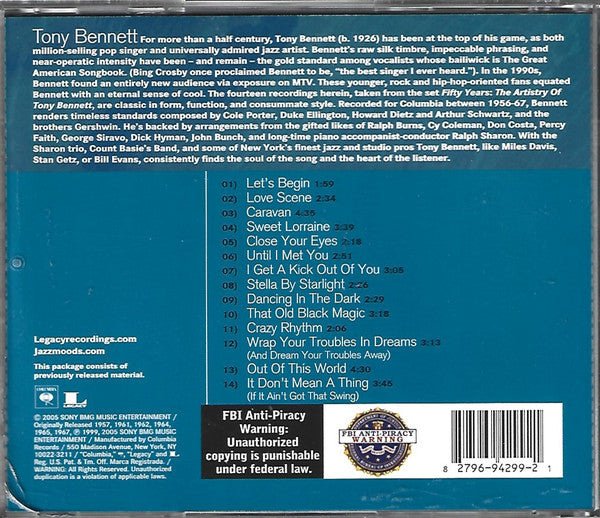 Tony Bennett For more than a half century, Tony Bennett (b. 1926) has been at the top of his game, as both
million-selling pop singer and universally admired jazz artist. Bennett's raw silk timbre, impeccable phrasing, and
near-operatic intensity have been – and remain – the gold standard among vocalists whose bailiwick is The Great
American Songbook. (Bing Crosby once proclaimed Bennett to be, "the best singer I ever heard."). In the 1990s,
Bennett found an entirely new audience via exposure on MTV. These younger, rock and hip-hop-oriented fans equated
Bennett with an eternal sense of cool. The fourteen recordings herein, taken from the set Fifty Years: The Artistry Of
Tony Bennett, are classic in form, function, and consummate style. Recorded for Columbia between 1956-67, Bennett
renders timeless standards composed by Cole Porter, Duke Ellington, Howard Dietz and Arthur Schwartz, and
the brothers Gershwin. He's backed by arrangements from the gifted likes of Ralph Burns, Cy Coleman, Don Costa, Percy
Faith, George Siravo, Dick Hyman, John Bunch, and long-time piano accompanist-conductor Ralph Sharon. With the
Sharon trio, Count Basie's Band, and some of New York's finest jazz and studio pros Tony Bennett, like Miles Davis,
Stan Getz, or Bill Evans, consistently finds the soul of the song and the heart of the listener.
01) Let's Begin 1:59
02) Love Scene 2:34
03) Caravan 4:35
04) Sweet Lorraine 3:39
05) Close Your Eyes 2:18
06) Until I Met You 2:51
07) I Get A Kick Out Of You 3:05
08) Stella By Starlight 2:26
09) Dancing In The Dark 2:29
10) That Old Black Magic 3:18
11) Crazy Rhythm 2:06
12) Wrap Your Troubles In Dreams 3:13
(And Dream Your Troubles Away)
13) Out Of This World 4:30
14) It Don't Mean A Thing 3:45
(If It Ain't Got That Swing)
Legacyrecordings.com
jazzmoods.com
This package consists of
previously released material.
COLUMBIA
LEGACY
© 2005 SONY BMG MUSIC ENTERTAINMENT /
Originally Released 1957, 1961, 1962, 1964,
1965, 1967, ℗ 1999, 2005 SONY BMG MUSIC
ENTERTAINMENT / Manufactured by Columbia
Records / 550 Madison Avenue, New York, NY
10022-3211 / "Columbia," "Legacy" and L
Reg. U.S. Pat. & Tm. Off. Marca Registrada. /
WARNING: All Rights Reserved. Unauthorized
duplication is a violation of applicable laws.
FBI Anti-Piracy
Warning:
Unauthorized
copying is punishable
under federal law.
FBI ANTI-PIRACY
WARNING
8 2796-94299-2 1